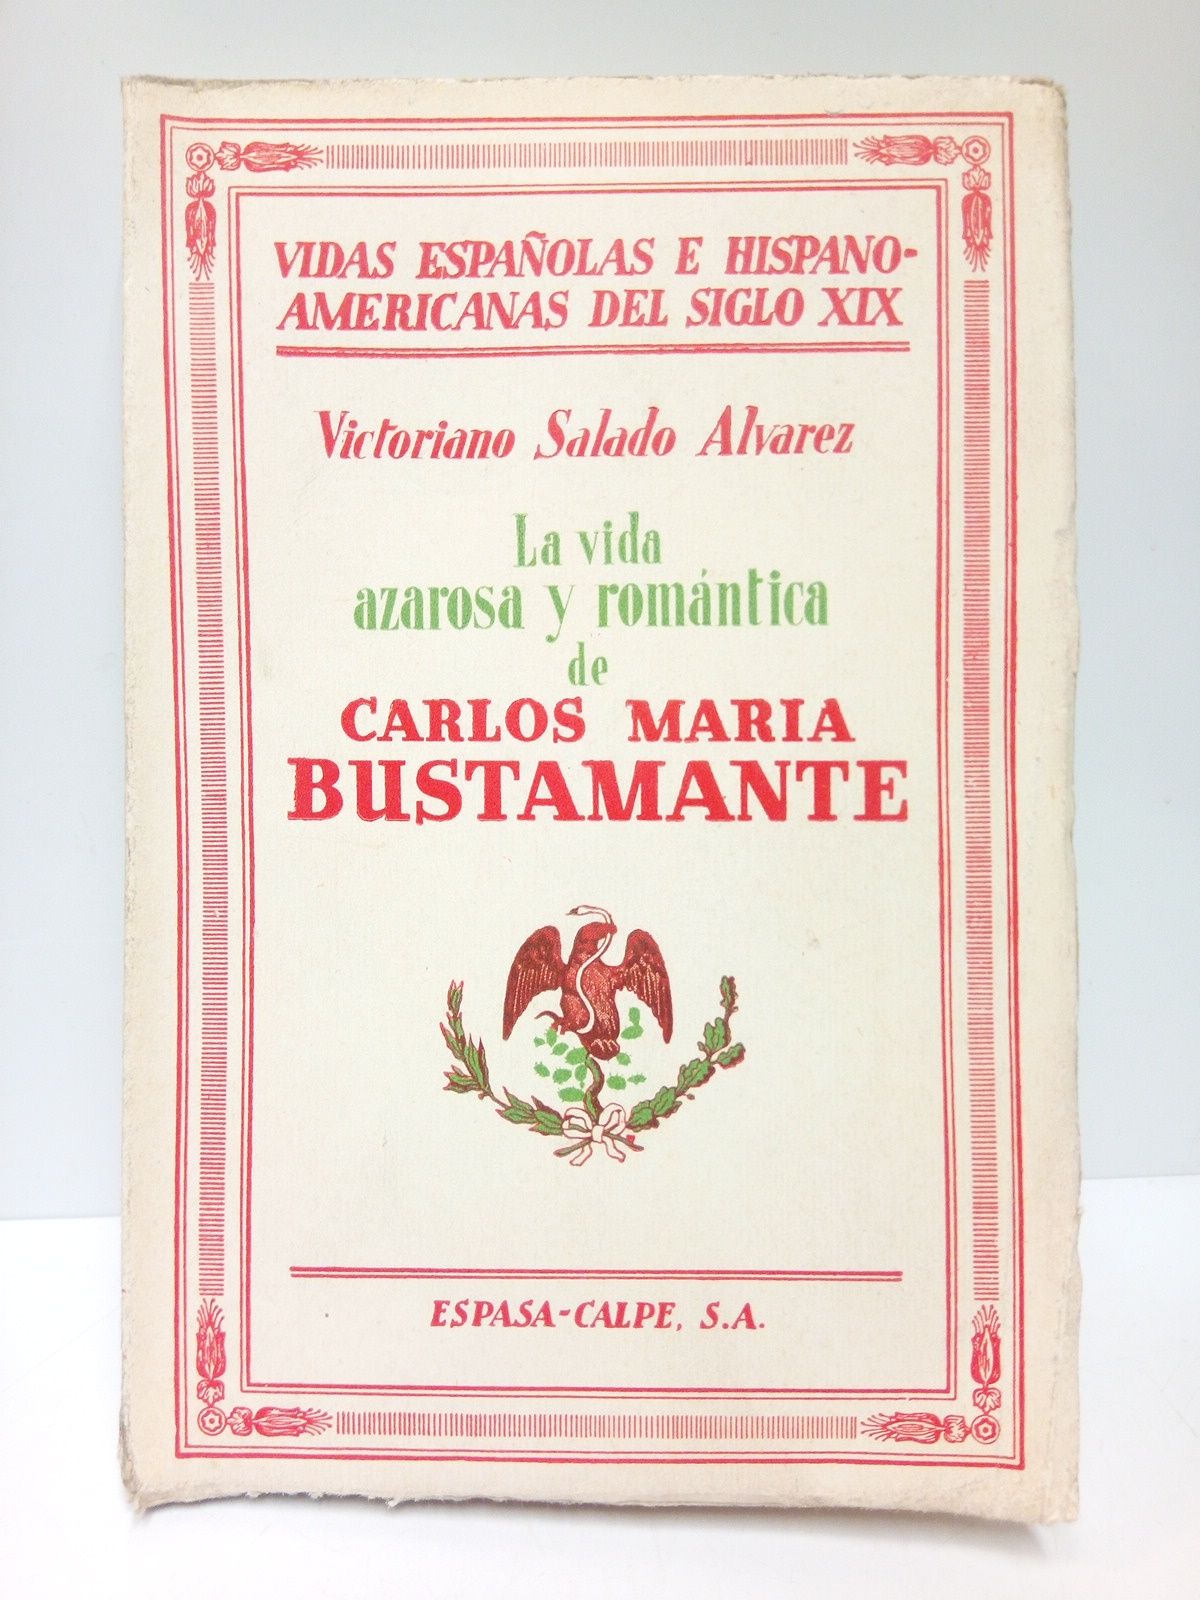 VIDAS ESPAÑOLAS E HISPANO-
AMERICANAS DEL SIGLO XIX
Victoriano Salado Alvarez
La vida
azarosa y romántica
de
CARLOS MARIA
BUSTAMANTE
ESPASA-CALPE, S.A.